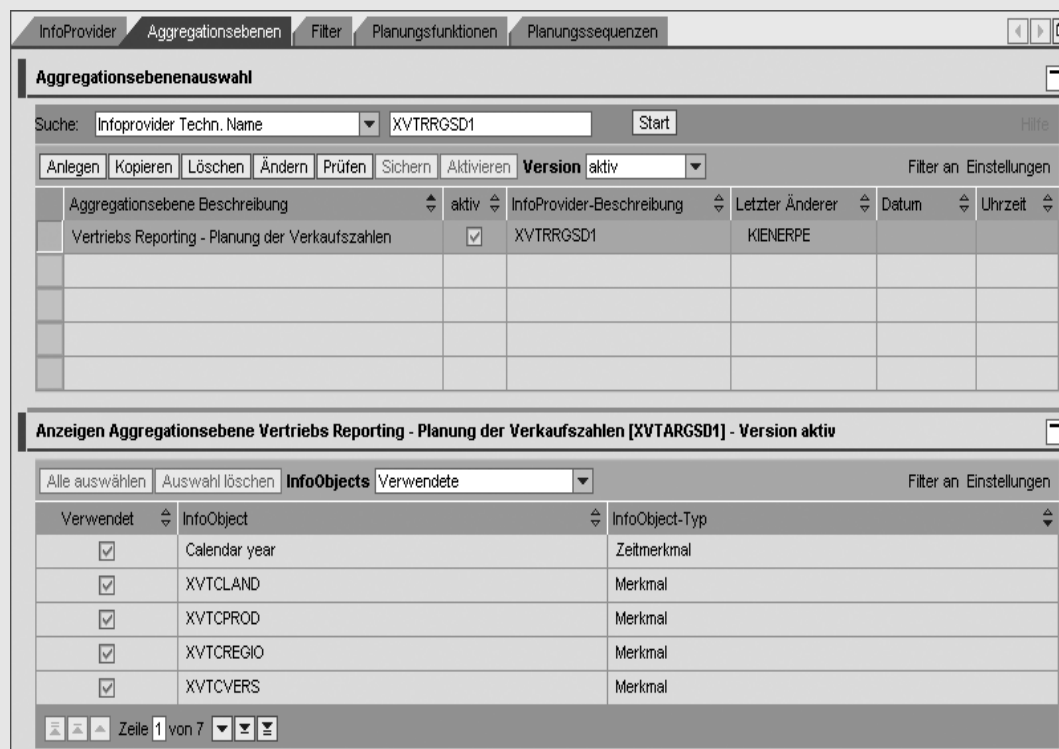 InfoProvider Aggregationsebenen Filter Planungsfunktionen Planungssequenzen
Aggregationsebenenauswahl
Suche: Infoprovider Techn. Name XVTRRGSD1 Start Hilfe
Anlegen Kopieren Löschen Ändern Prüfen Sichern Aktivieren Version aktiv Filter an Einstellungen
Aggregationsebene Beschreibung aktiv InfoProvider-Beschreibung Letzter Änderer Datum Uhrzeit
Vertriebs Reporting - Planung der Verkaufszahlen XVTRRGSD1 KIENERPE
Anzeigen Aggregationsebene Vertriebs Reporting - Planung der Verkaufszahlen [XVTARGSD1] - Version aktiv
Alle auswählen Auswahl löschen InfoObjects Verwendete Filter an Einstellungen
Verwendet InfoObject InfoObject-Typ
Calendar year Zeitmerkmal
XVTCLAND Merkmal
XVTCPROD Merkmal
XVTCREGIO Merkmal
XVTCVERS Merkmal
Zeile 1 von 7